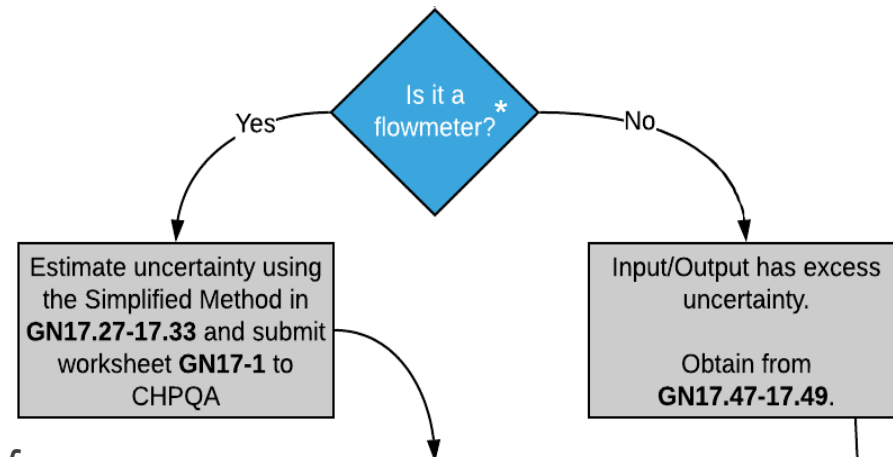 Is it a
flowmeter?*
Yes
No
Estimate uncertainty using
the Simplified Method in
GN17.27-17.33 and submit
worksheet GN17-1 to
CHPQA
Input/Output has excess
uncertainty.
Obtain from
GN17.47-17.49.